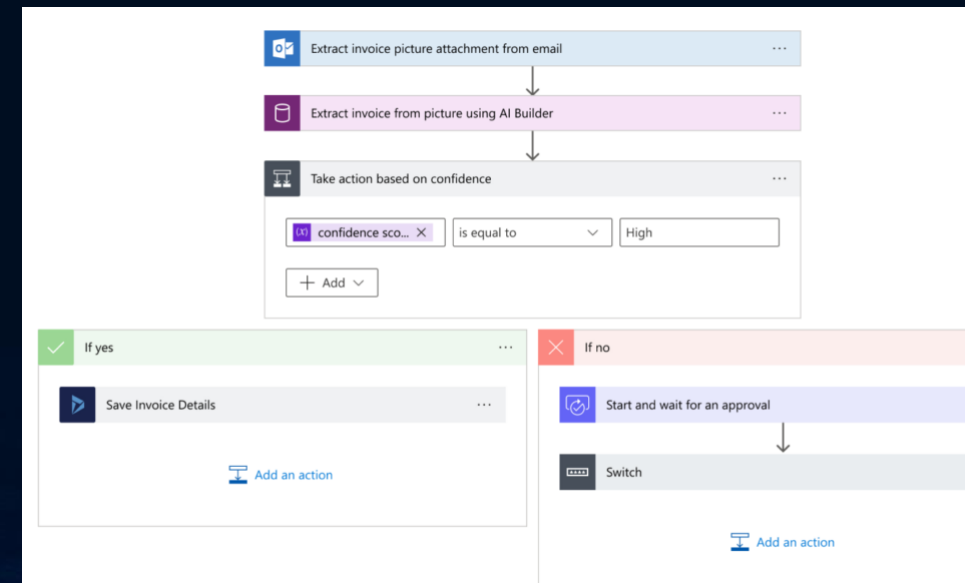 Extract invoice picture attachment from email
Extract invoice from picture using AI Builder
Take action based on confidence
confidence sco...
is equal to
High
Add
If yes
Save Invoice Details
Add an action
If no
Start and wait for an approval
Switch
Add an action